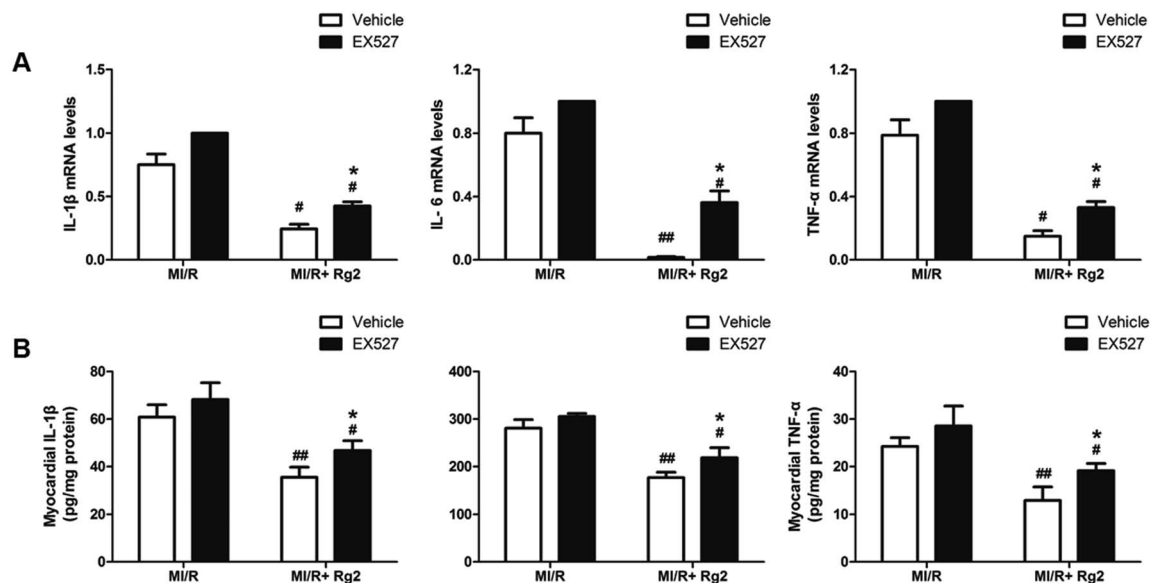 Vehicle
EX527
Vehicle
EX527
Vehicle
EX527
A
IL-1β mRNA levels
1.5
1.0
0.5
0.0
#
*
#
MI/R
MI/R+ Rg2
IL- 6 mRNA levels
1.2
0.8
0.4
0.0
##
*
#
MI/R
MI/R+ Rg2
TNF-α mRNA levels
1.2
0.8
0.4
0.0
#
*
#
MI/R
MI/R+ Rg2
Vehicle
EX527
Vehicle
EX527
Vehicle
EX527
B
Myocardial IL-1β
(pg/mg protein)
80
60
40
20
0
##
*
#
MI/R
MI/R+ Rg2
400
300
200
100
0
##
*
#
MI/R
MI/R+ Rg2
Myocardial TNF-α
(pg/mg protein)
40
30
20
10
0
##
*
#
MI/R
MI/R+ Rg2